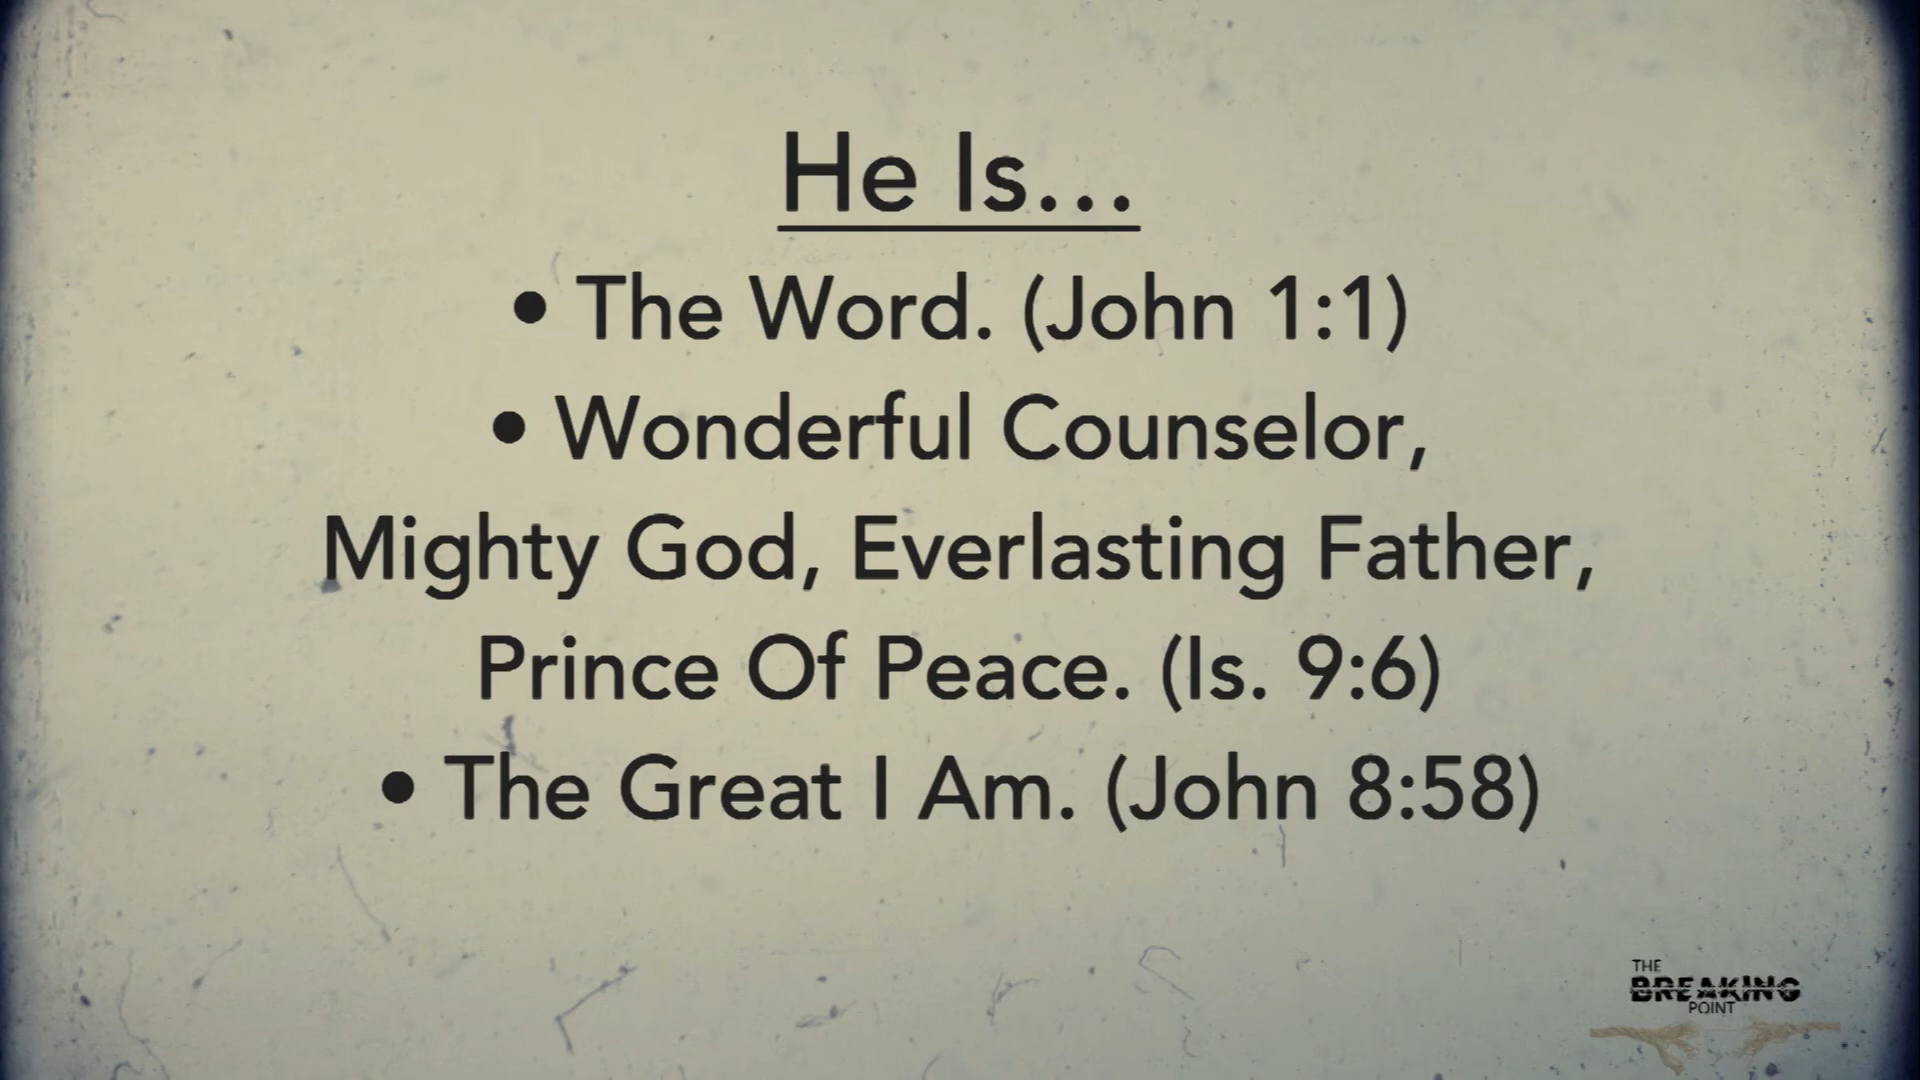 He Is...
• The Word. (John 1:1)
• Wonderful Counselor,
Mighty God, Everlasting Father,
Prince Of Peace. (Is. 9:6)
• The Great I Am. (John 8:58)
THE
BREAKING
POINT